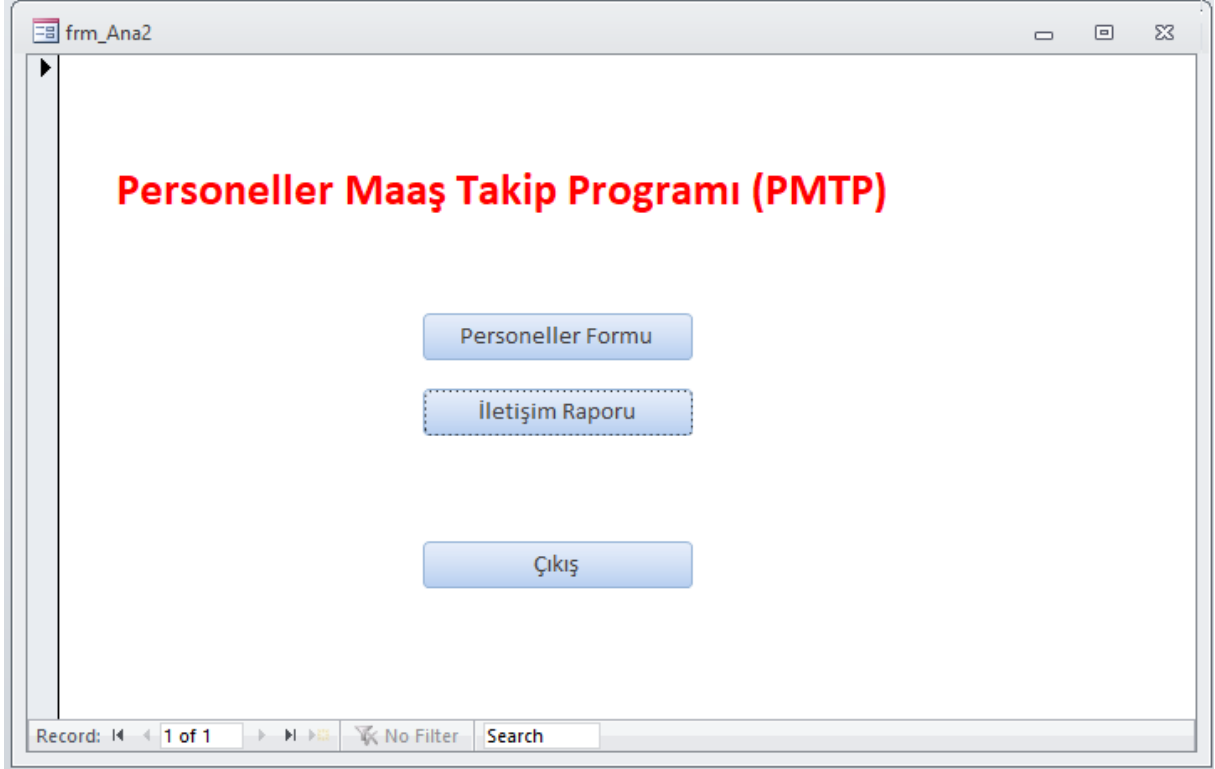 frm_Ana2
Personeller Maaş Takip Programı (PMTP)
Personeller Formu
İletişim Raporu
Çıkış
Record: 1 of 1 No Filter Search